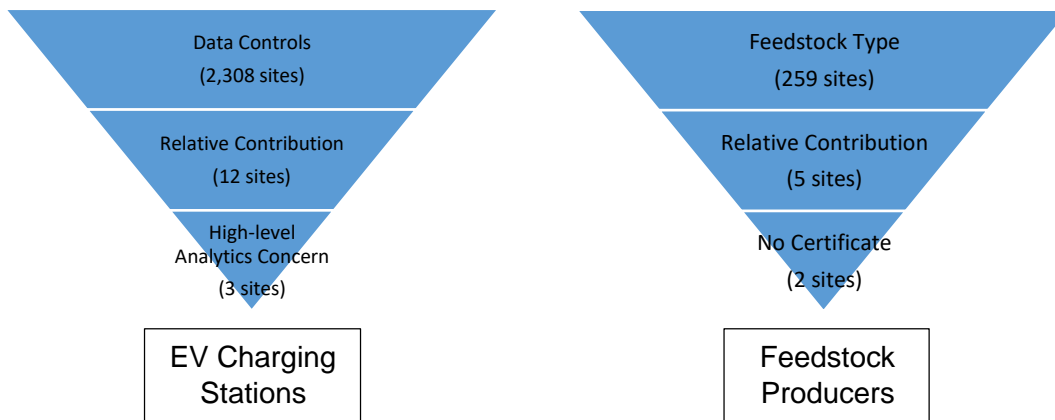 Data Controls
(2,308 sites)
Relative Contribution
(12 sites)
High-level
Analytics Concern
(3 sites)
EV Charging
Stations
Feedstock Type
(259 sites)
Relative Contribution
(5 sites)
No Certificate
(2 sites)
Feedstock
Producers